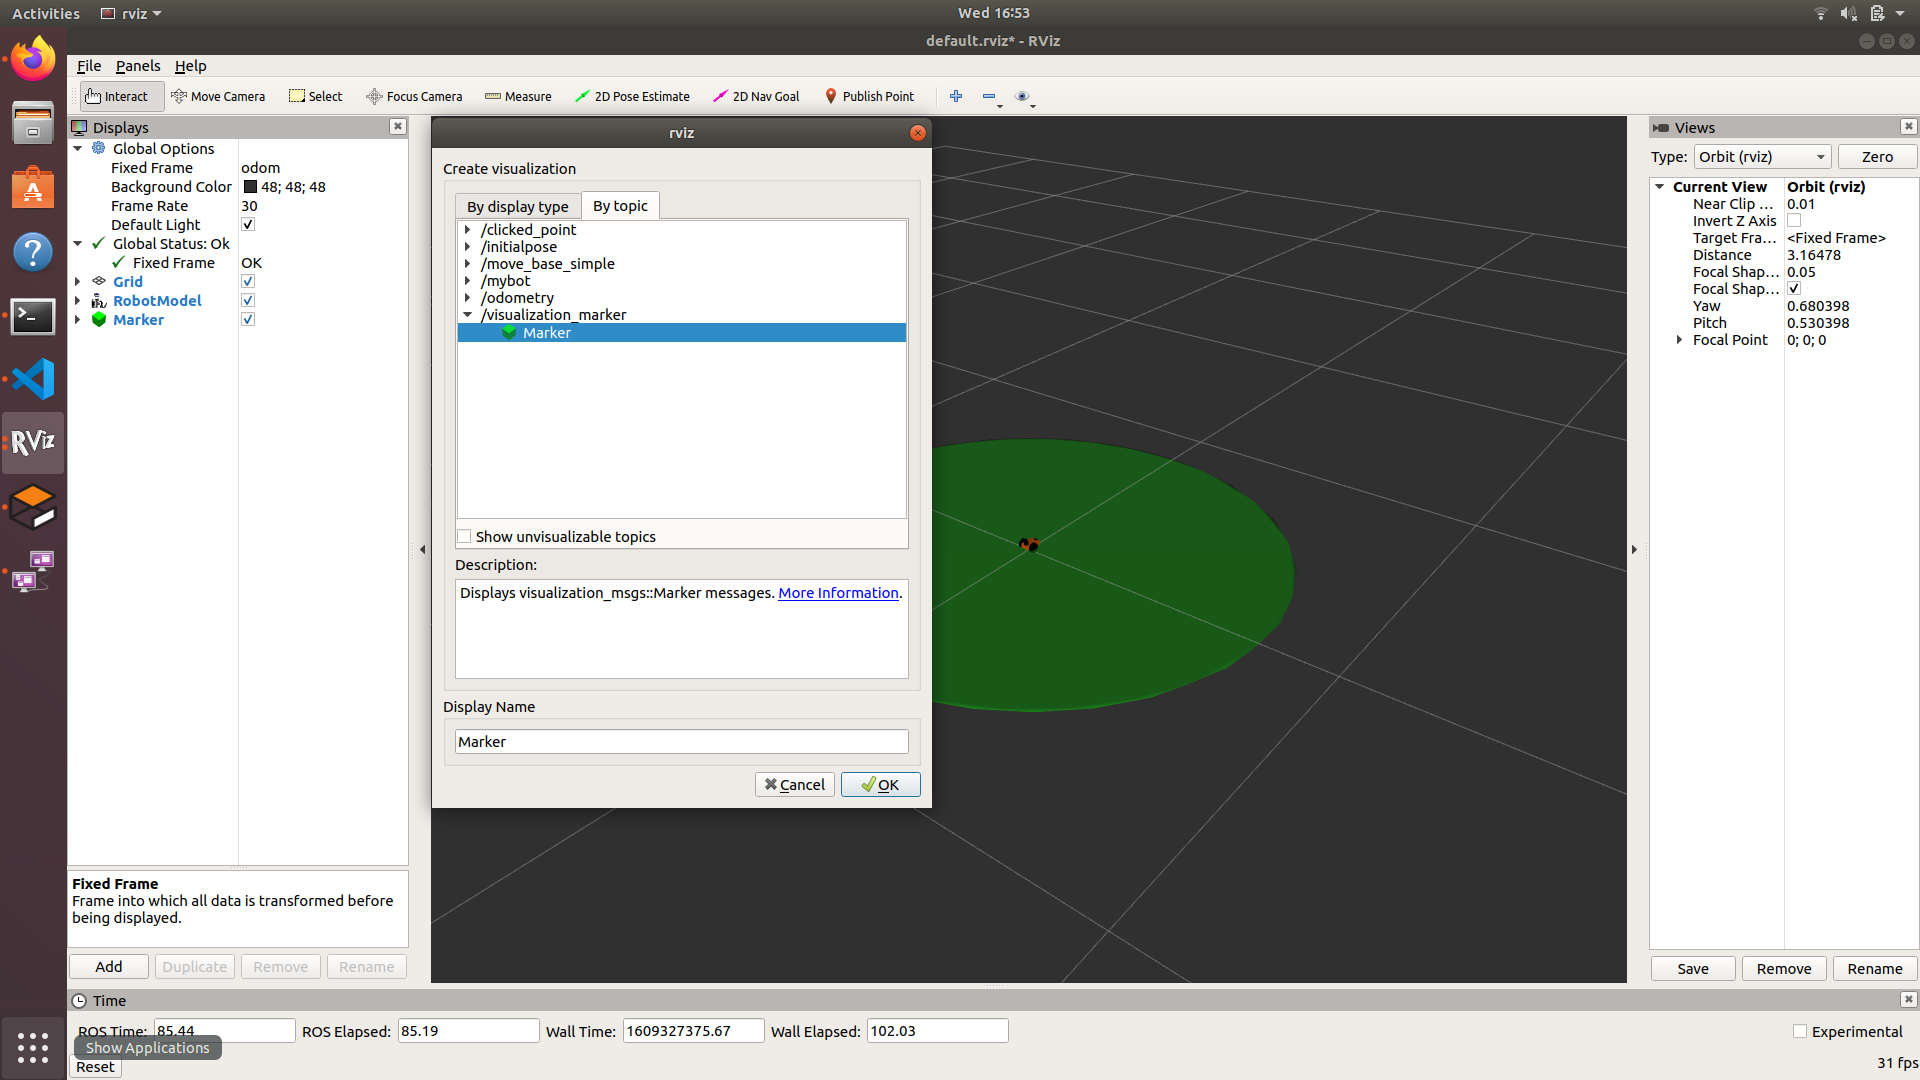 Activities
rviz
Wed 16:53
default.rviz* - RViz
File Panels Help
Interact
Move Camera
Select
Focus Camera
Measure
2D Pose Estimate
2D Nav Goal
Publish Point
Displays
Global Options
Fixed Frame odom
Background Color 48; 48; 48
Frame Rate 30
Default Light
Global Status: Ok
Fixed Frame OK
Grid
RobotModel
Marker
Fixed Frame
Frame into which all data is transformed before
being displayed.
Add Duplicate Remove Rename
rviz
Create visualization
By display type By topic
/clicked_point
/initialpose
/move_base_simple
/mybot
/odometry
/visualization_marker
Marker
Show unvisualizable topics
Description:
Displays visualization_msgs::Marker messages. More Information.
Display Name
Marker
Cancel OK
Views
Type: Orbit (rviz) Zero
Current View Orbit (rviz)
Near Clip ... 0.01
Invert Z Axis
Target Fra... <Fixed Frame>
Distance 3.16478
Focal Shap... 0.05
Focal Shap...
Yaw 0.680398
Pitch 0.530398
Focal Point 0; 0; 0
Save Remove Rename
RViz
Time
ROS Time: 85.44 ROS Elapsed: 85.19 Wall Time: 1609327375.67 Wall Elapsed: 102.03 Experimental
Show Applications
Reset
31 fps